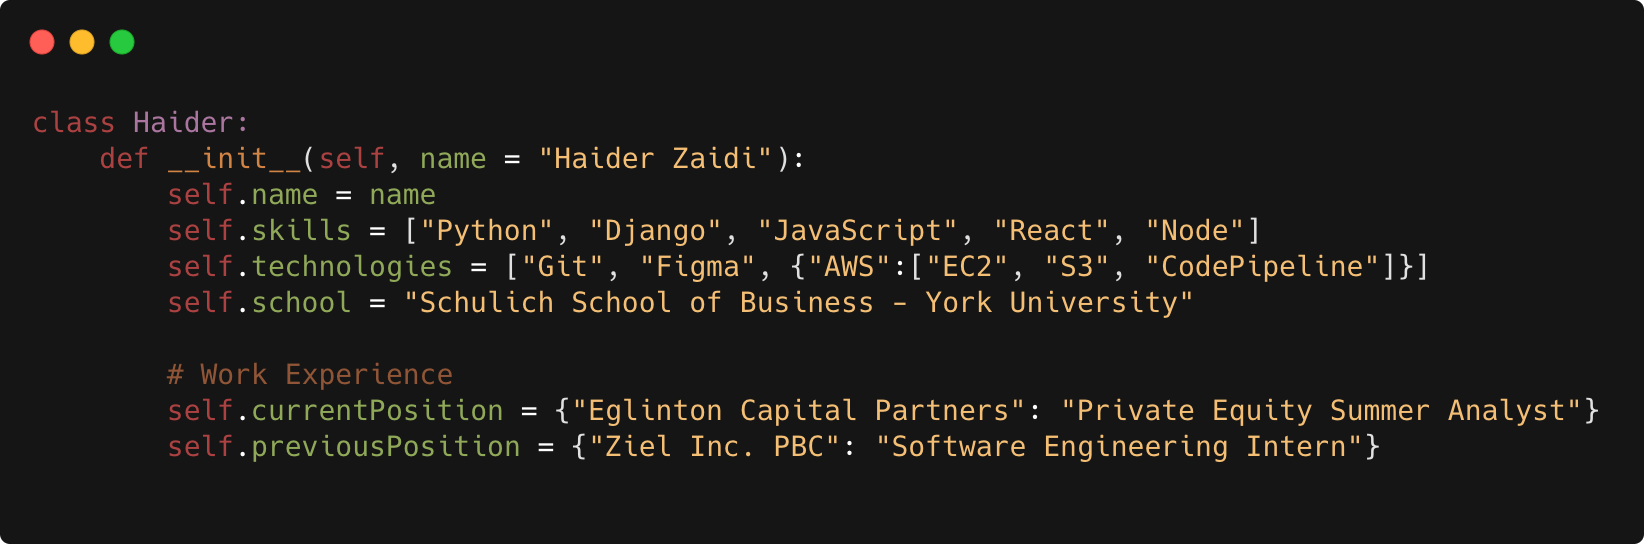 class Haider:
    def __init__(self, name = "Haider Zaidi"):
        self.name = name
        self.skills = ["Python", "Django", "JavaScript", "React", "Node"]
        self.technologies = ["Git", "Figma", {"AWS":["EC2", "S3", "CodePipeline"]}]
        self.school = "Schulich School of Business – York University"

        # Work Experience
        self.currentPosition = {"Eglinton Capital Partners": "Private Equity Summer Analyst"}
        self.previousPosition = {"Ziel Inc. PBC": "Software Engineering Intern"}